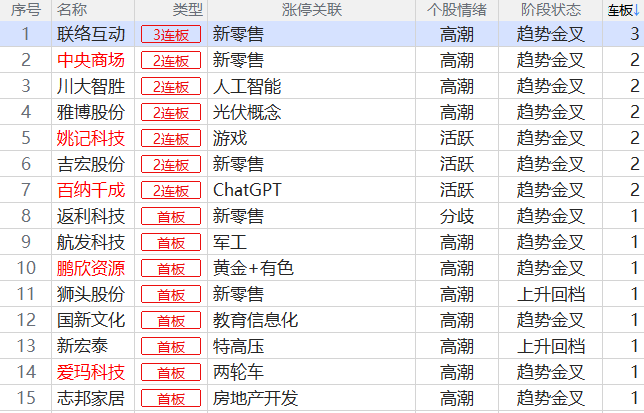 序号 名称 类型 涨停关联 个股情绪 阶段状态 连板↓
1 联络互动 3连板 新零售 高潮 趋势金叉 3
2 中央商场 2连板 新零售 高潮 趋势金叉 2
3 川大智胜 2连板 人工智能 高潮 趋势金叉 2
4 雅博股份 2连板 光伏概念 高潮 趋势金叉 2
5 姚记科技 2连板 游戏 活跃 趋势金叉 2
6 吉宏股份 2连板 新零售 活跃 趋势金叉 2
7 百纳千成 2连板 ChatGPT 活跃 趋势金叉 2
8 返利科技 首板 新零售 分歧 趋势金叉 1
9 航发科技 首板 军工 高潮 趋势金叉 1
10 鹏欣资源 首板 黄金+有色 高潮 趋势金叉 1
11 狮头股份 首板 新零售 高潮 上升回档 1
12 国新文化 首板 教育信息化 高潮 趋势金叉 1
13 新宏泰 首板 特高压 高潮 上升回档 1
14 爱玛科技 首板 两轮车 高潮 趋势金叉 1
15 志邦家居 首板 房地产开发 高潮 趋势金叉 1